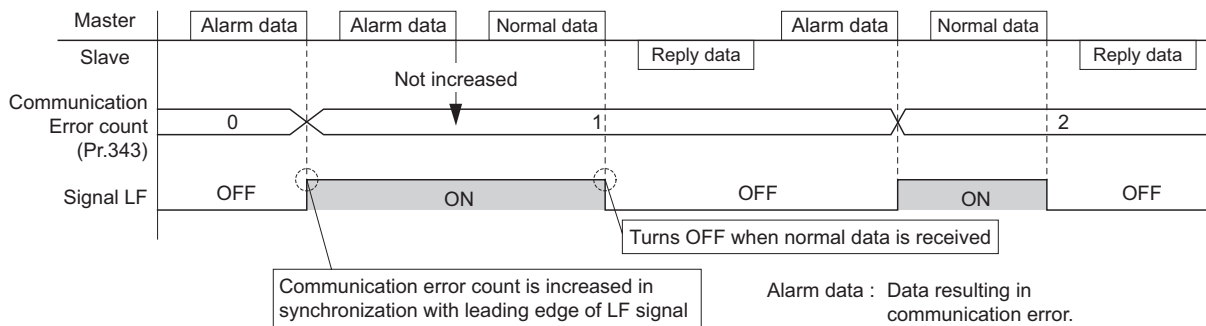 Master
Alarm data
Alarm data
Normal data
Alarm data
Normal data
Slave
Reply data
Reply data
Not increased
Communication
Error count
(Pr.343)
0
1
2
Signal LF
OFF
ON
OFF
ON
OFF
Turns OFF when normal data is received
Communication error count is increased in
synchronization with leading edge of LF signal
Alarm data : Data resulting in
communication error.